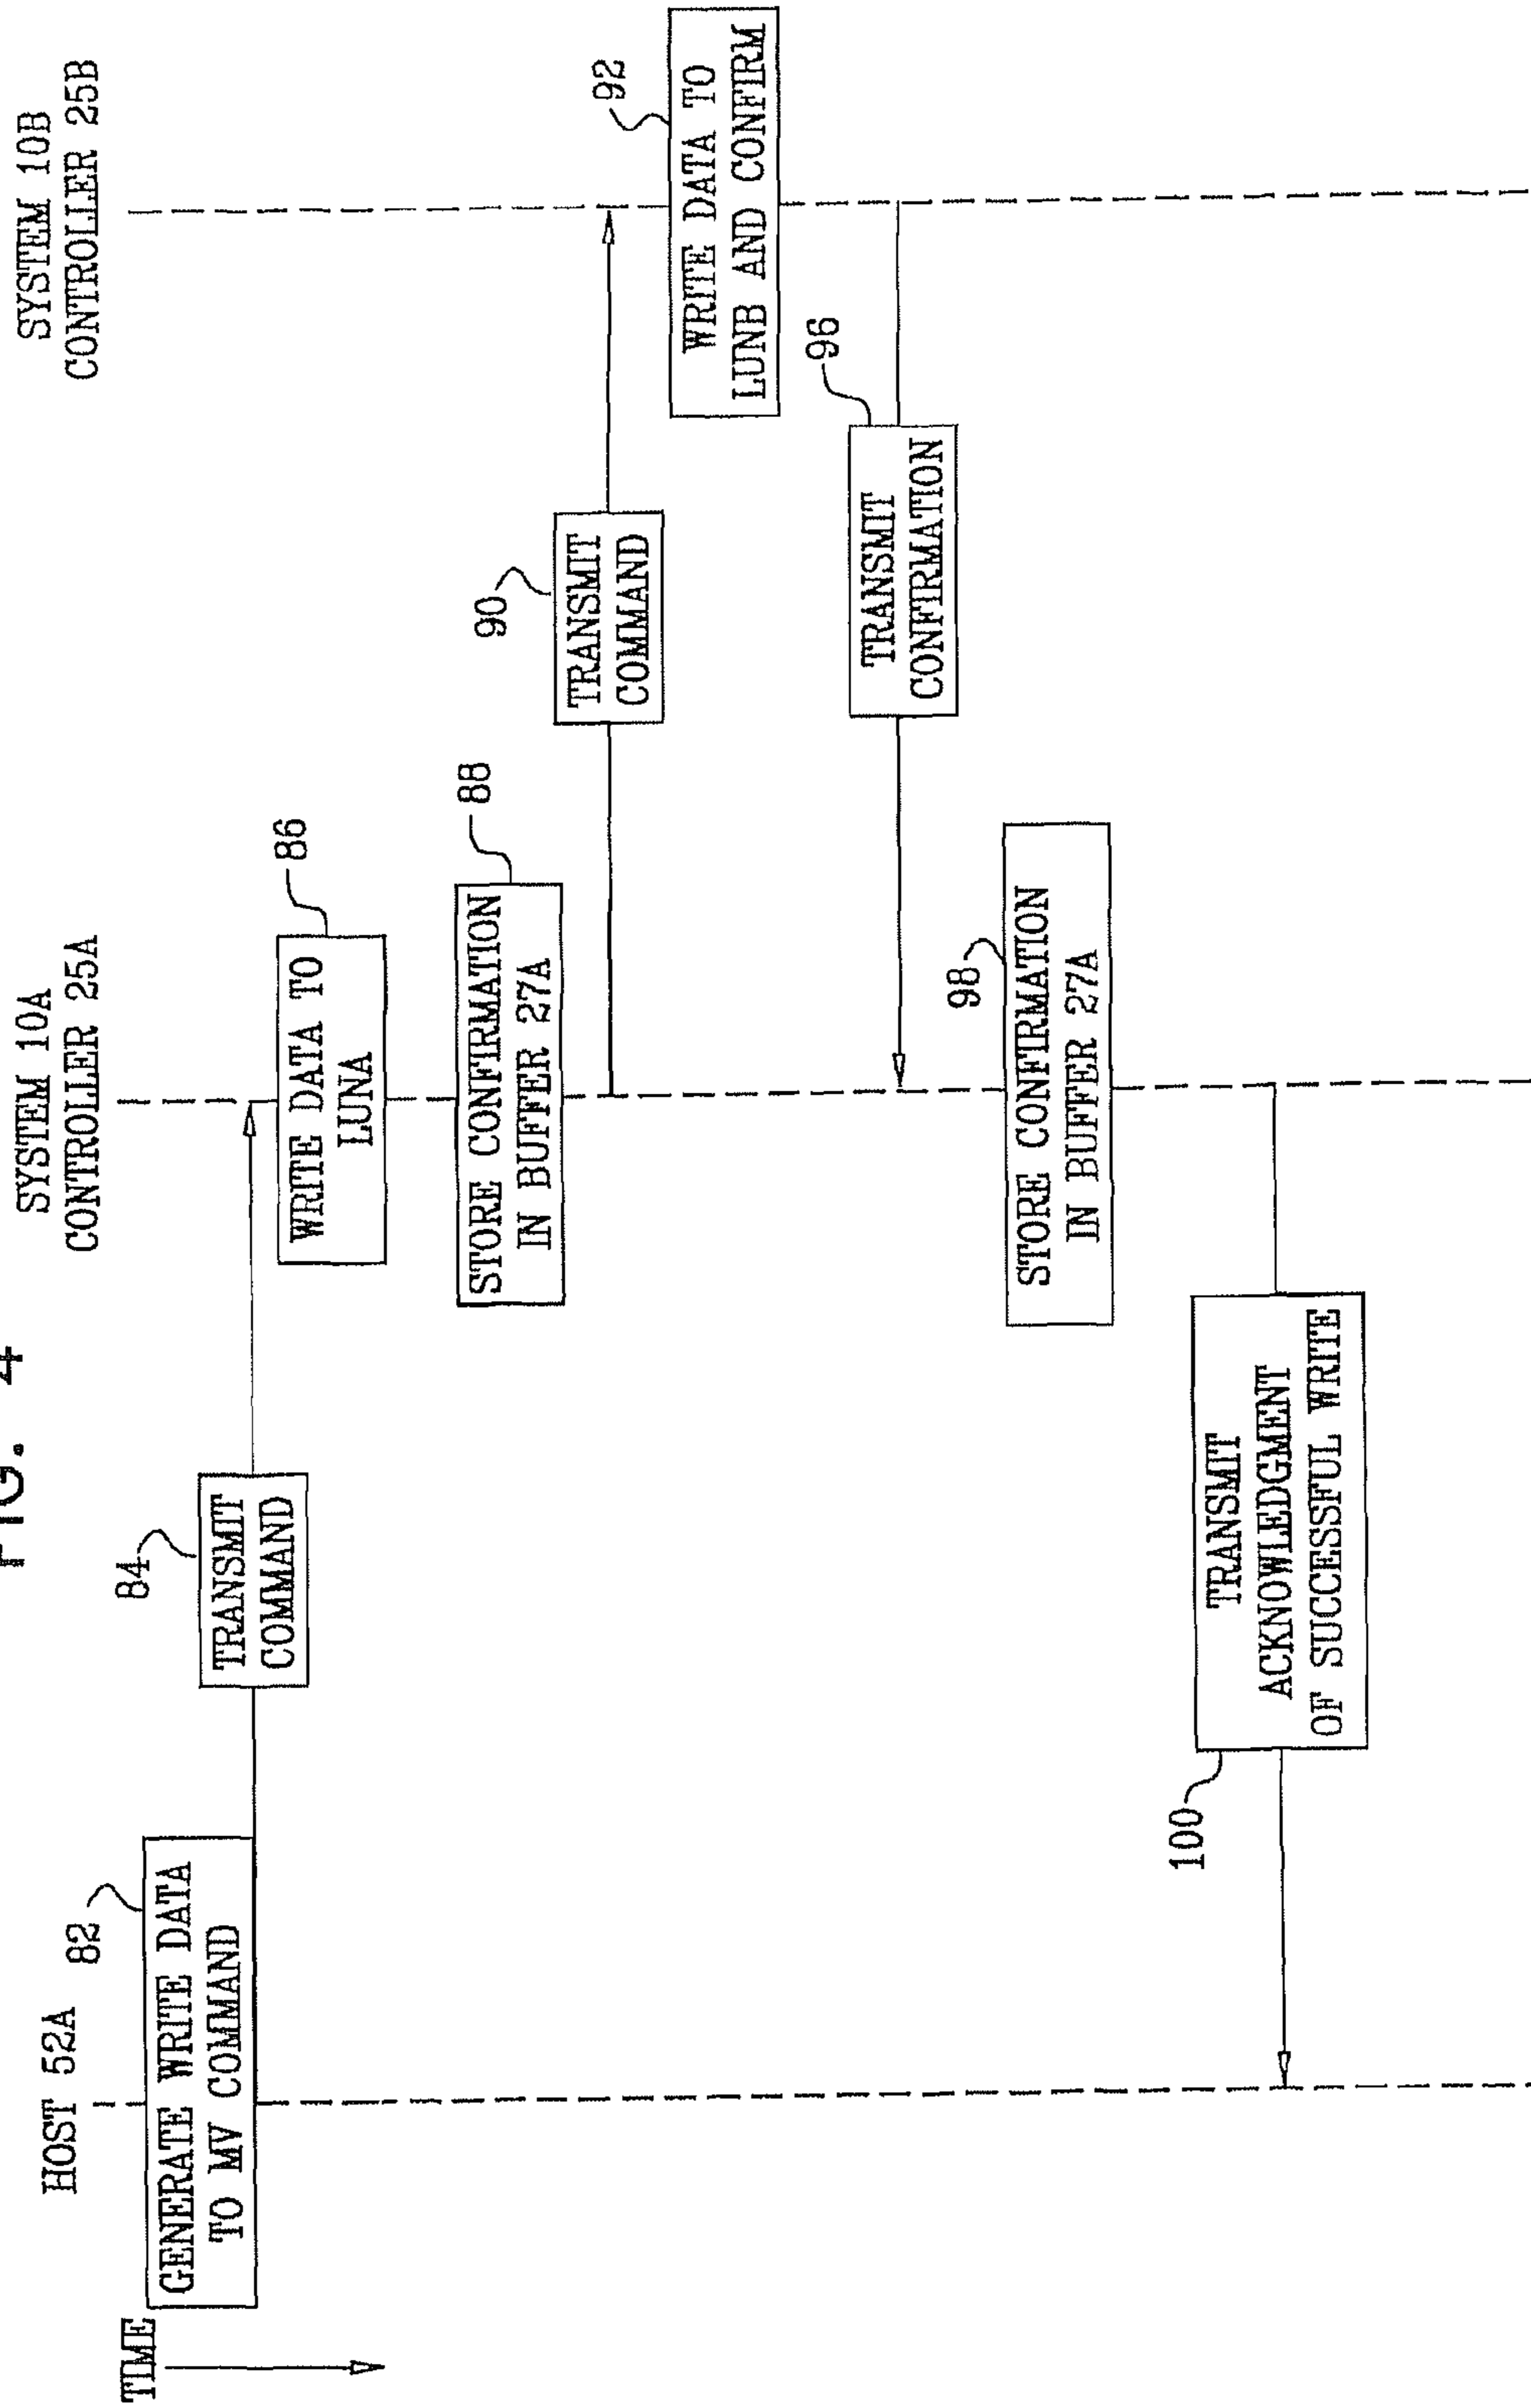 FIG. 4
TIME
HOST 52A
SYSTEM 10A
CONTROLLER 25A
SYSTEM 10B
CONTROLLER 25B
82
GENERATE WRITE DATA
TO MV COMMAND
84
TRANSMIT
COMMAND
86
WRITE DATA TO
LUNA
88
STORE CONFIRMATION
IN BUFFER 27A
90
TRANSMIT
COMMAND
92
WRITE DATA TO
LUNB AND CONFIRM
96
TRANSMIT
CONFIRMATION
98
STORE CONFIRMATION
IN BUFFER 27A
100
TRANSMIT
ACKNOWLEDGMENT
OF SUCCESSFUL WRITE